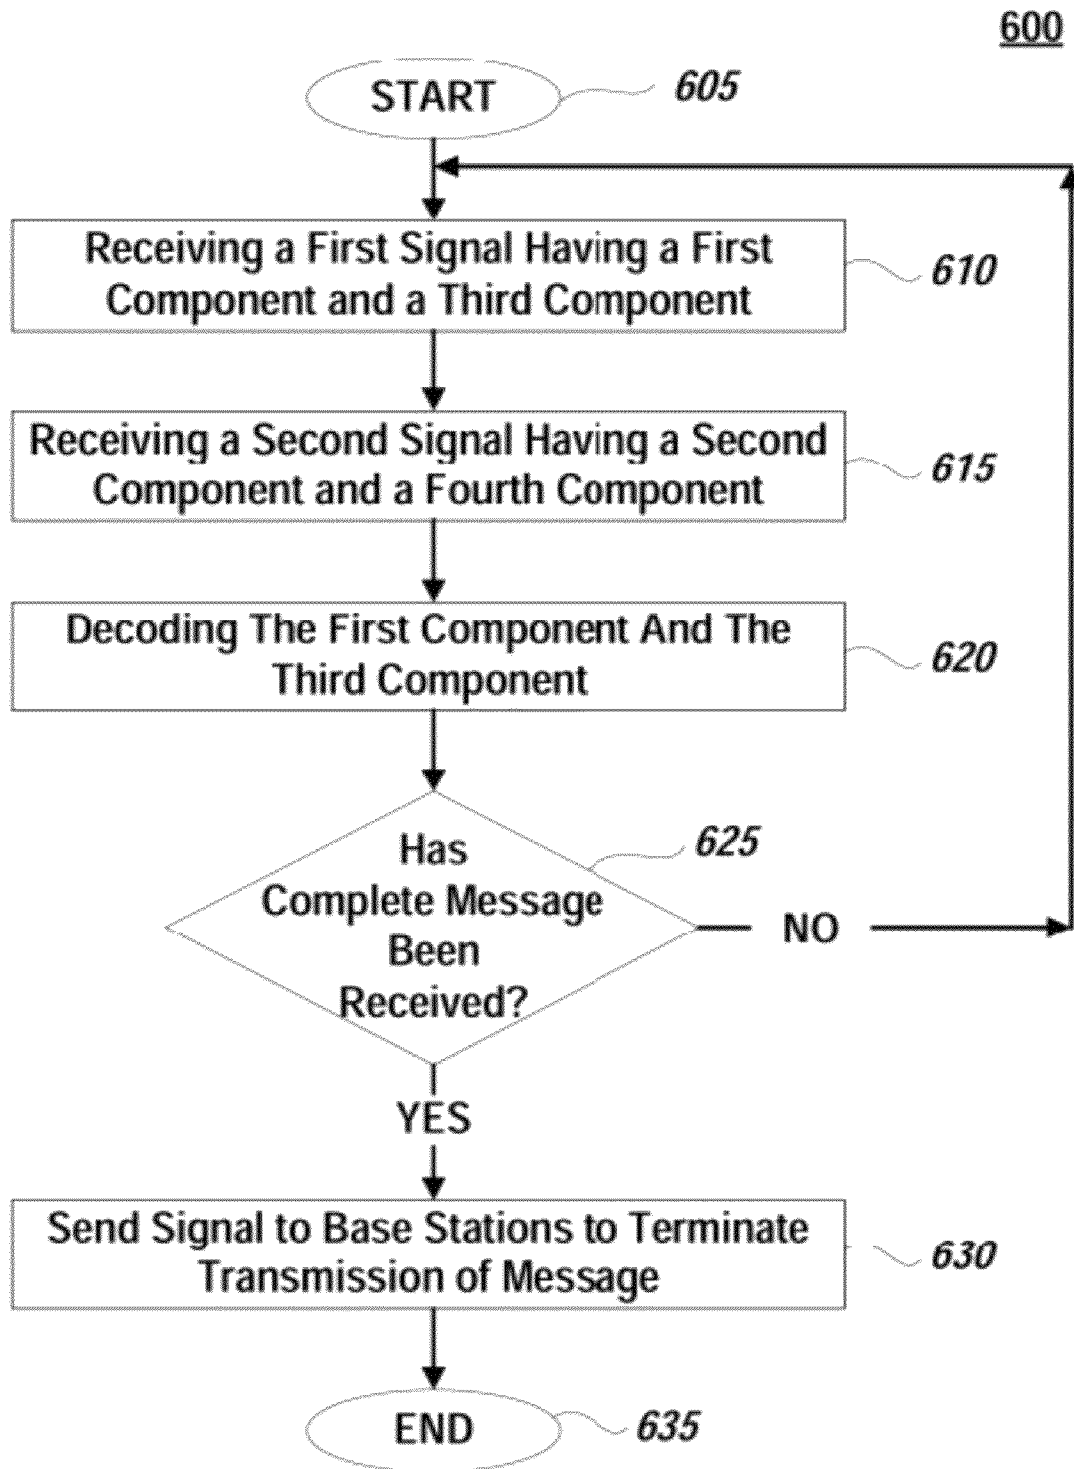 600
START
605
Receiving a First Signal Having a First
Component and a Third Component
610
Receiving a Second Signal Having a Second
Component and a Fourth Component
615
Decoding The First Component And The
Third Component
620
Has
Complete Message
Been
Received?
625
NO
YES
Send Signal to Base Stations to Terminate
Transmission of Message
630
END
635